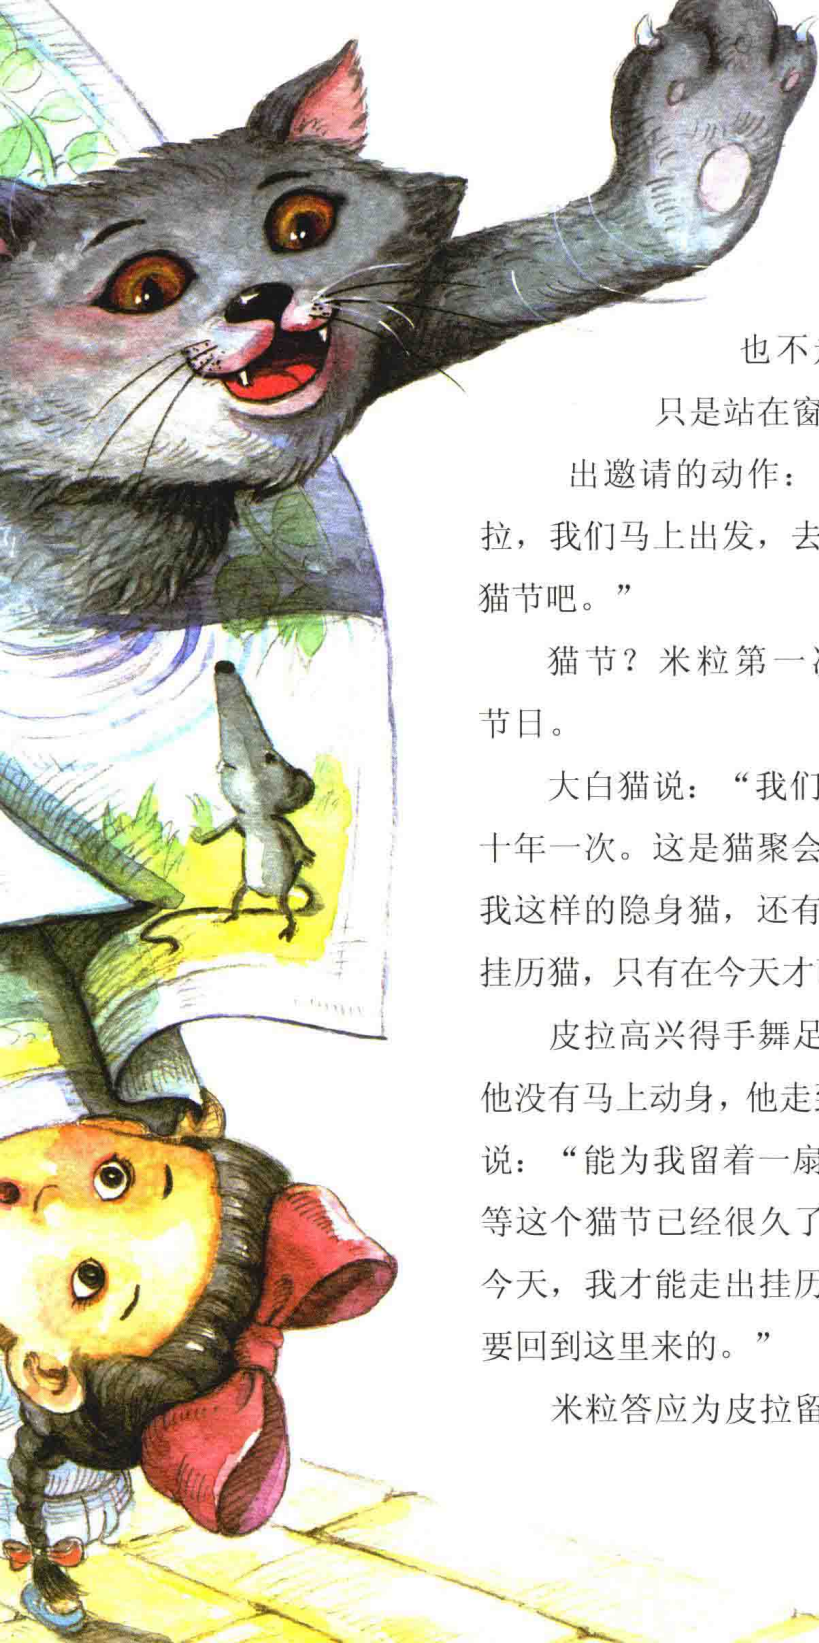 也不
只是站在窗
出邀请的动作：
拉，我们马上出发，去
猫节吧。”
猫节？米粒第一
节日。
大白猫说：“我们
十年一次。这是猫聚会
我这样的隐身猫，还有
挂历猫，只有在今天才
皮拉高兴得手舞足
他没有马上动身，他走
说：“能为我留着一扇
等这个猫节已经很久了
今天，我才能走出挂历
要回到这里来的。”
米粒答应为皮拉留